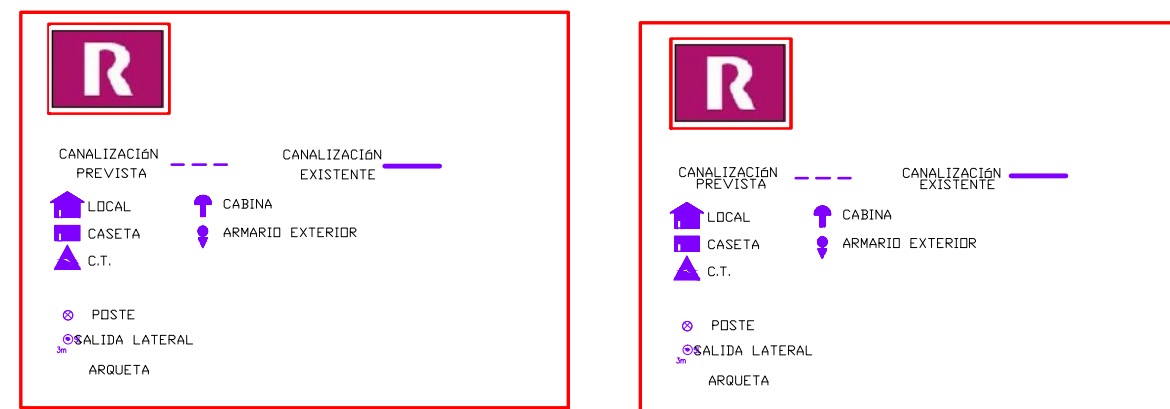 R
CANALIZACIóN
PREVISTA
CANALIZACIóN
EXISTENTE
LOCAL
CABINA
CASETA
ARMARIO EXTERIOR
C.T.
POSTE
SALIDA LATERAL
3m
ARQUETA
R
CANALIZACIóN
PREVISTA
CANALIZACIóN
EXISTENTE
LOCAL
CABINA
CASETA
ARMARIO EXTERIOR
C.T.
POSTE
SALIDA LATERAL
3m
ARQUETA